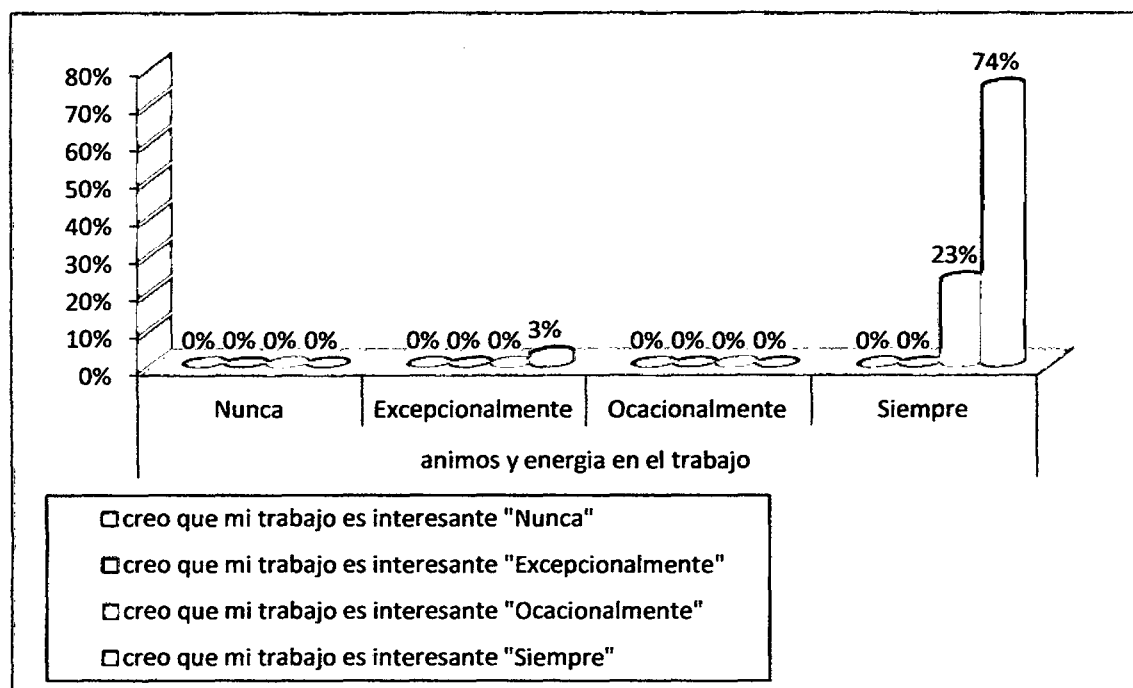 74%
80%
70%
60%
50%
40%
30%
23%
20%
10%
0% 0% 0% 0%
0% 0% 0% 3%
0% 0% 0% 0%
0% 0%
0%
Nunca
Excepcionalmente
Ocacionalmente
Siempre
animos y energia en el trabajo
creo que mi trabajo es interesante "Nunca"
creo que mi trabajo es interesante "Excepcionalmente"
creo que mi trabajo es interesante "Ocacionalmente"
creo que mi trabajo es interesante "Siempre"